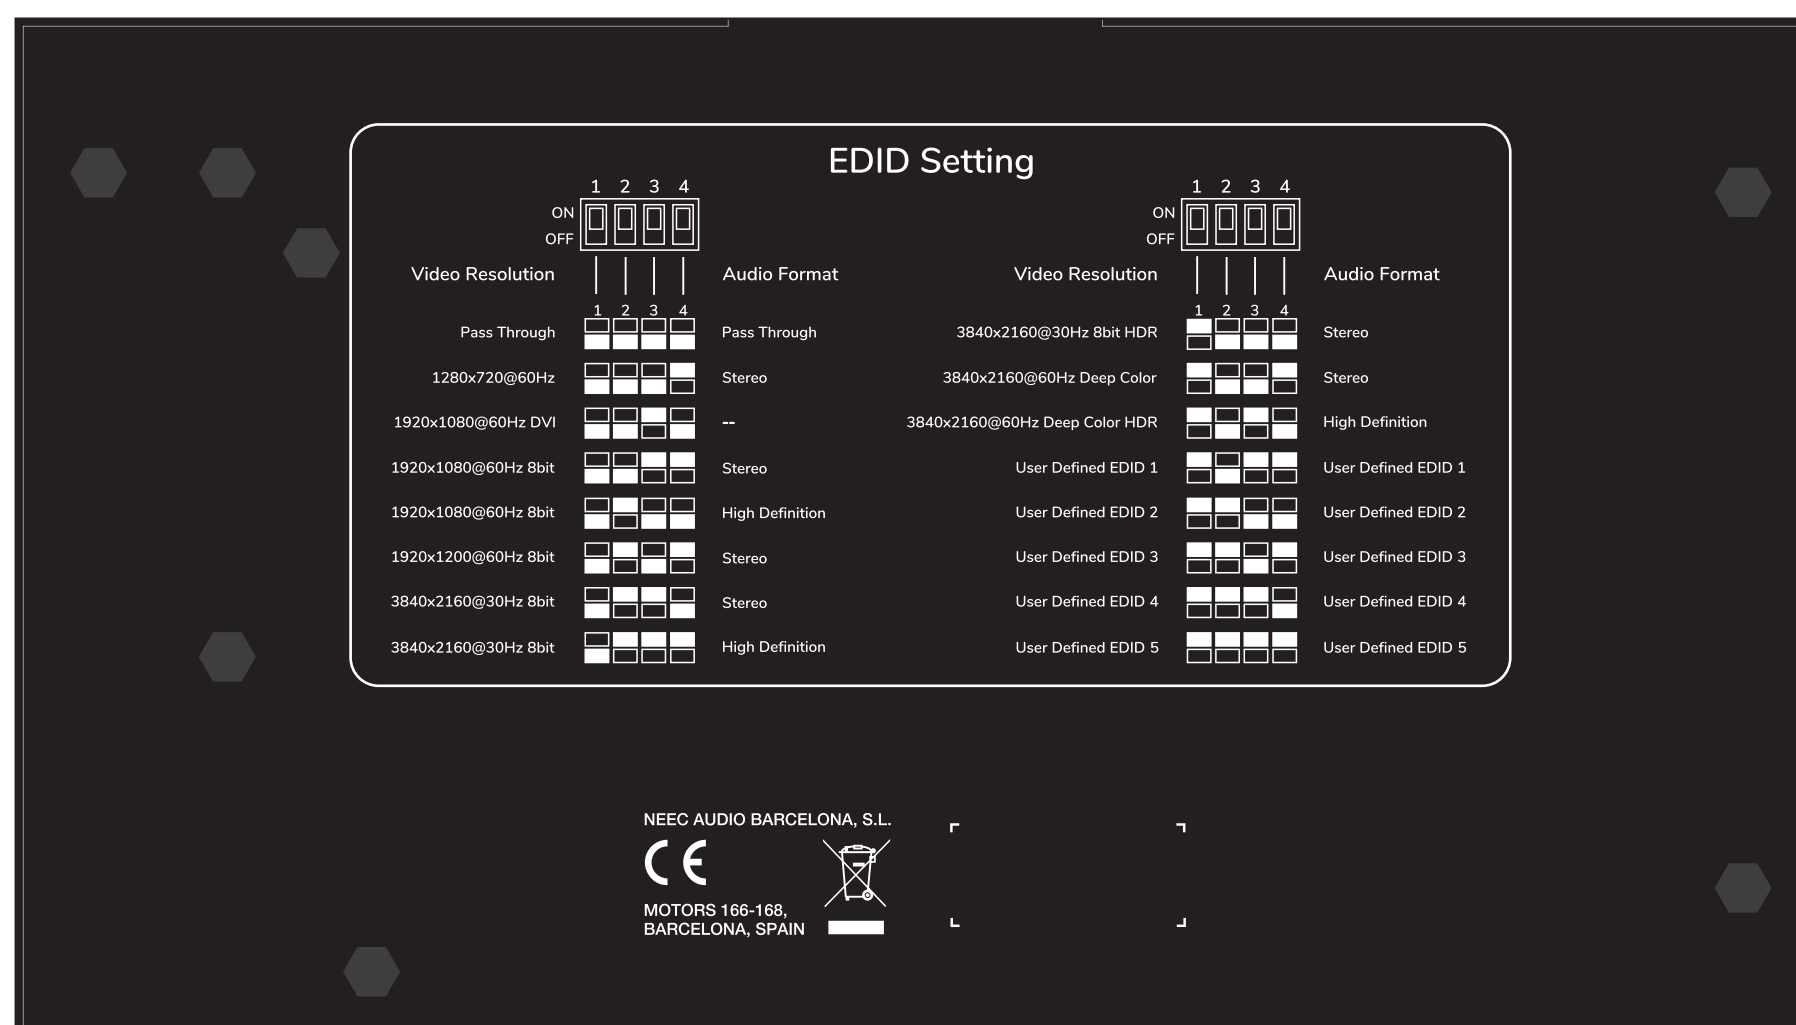 EDID Setting
1 2 3 4
ON
OFF
Video Resolution Audio Format
1 2 3 4
Pass Through Pass Through
1280x720@60Hz Stereo
1920x1080@60Hz DVI --
1920x1080@60Hz 8bit Stereo
1920x1080@60Hz 8bit High Definition
1920x1200@60Hz 8bit Stereo
3840x2160@30Hz 8bit Stereo
3840x2160@30Hz 8bit High Definition
1 2 3 4
ON
OFF
Video Resolution Audio Format
1 2 3 4
3840x2160@30Hz 8bit HDR Stereo
3840x2160@60Hz Deep Color Stereo
3840x2160@60Hz Deep Color HDR High Definition
User Defined EDID 1 User Defined EDID 1
User Defined EDID 2 User Defined EDID 2
User Defined EDID 3 User Defined EDID 3
User Defined EDID 4 User Defined EDID 4
User Defined EDID 5 User Defined EDID 5
NEEC AUDIO BARCELONA, S.L.
CE
MOTORS 166-168,
BARCELONA, SPAIN